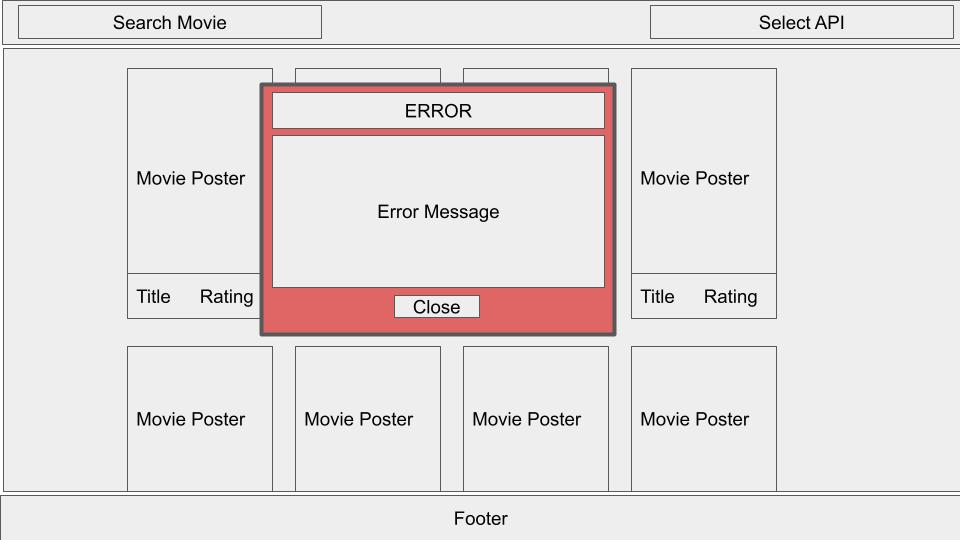 Search Movie
Select API
ERROR
Movie Poster
Error Message
Movie Poster
Title
Rating
Close
Title
Rating
Movie Poster
Movie Poster
Movie Poster
Movie Poster
Footer